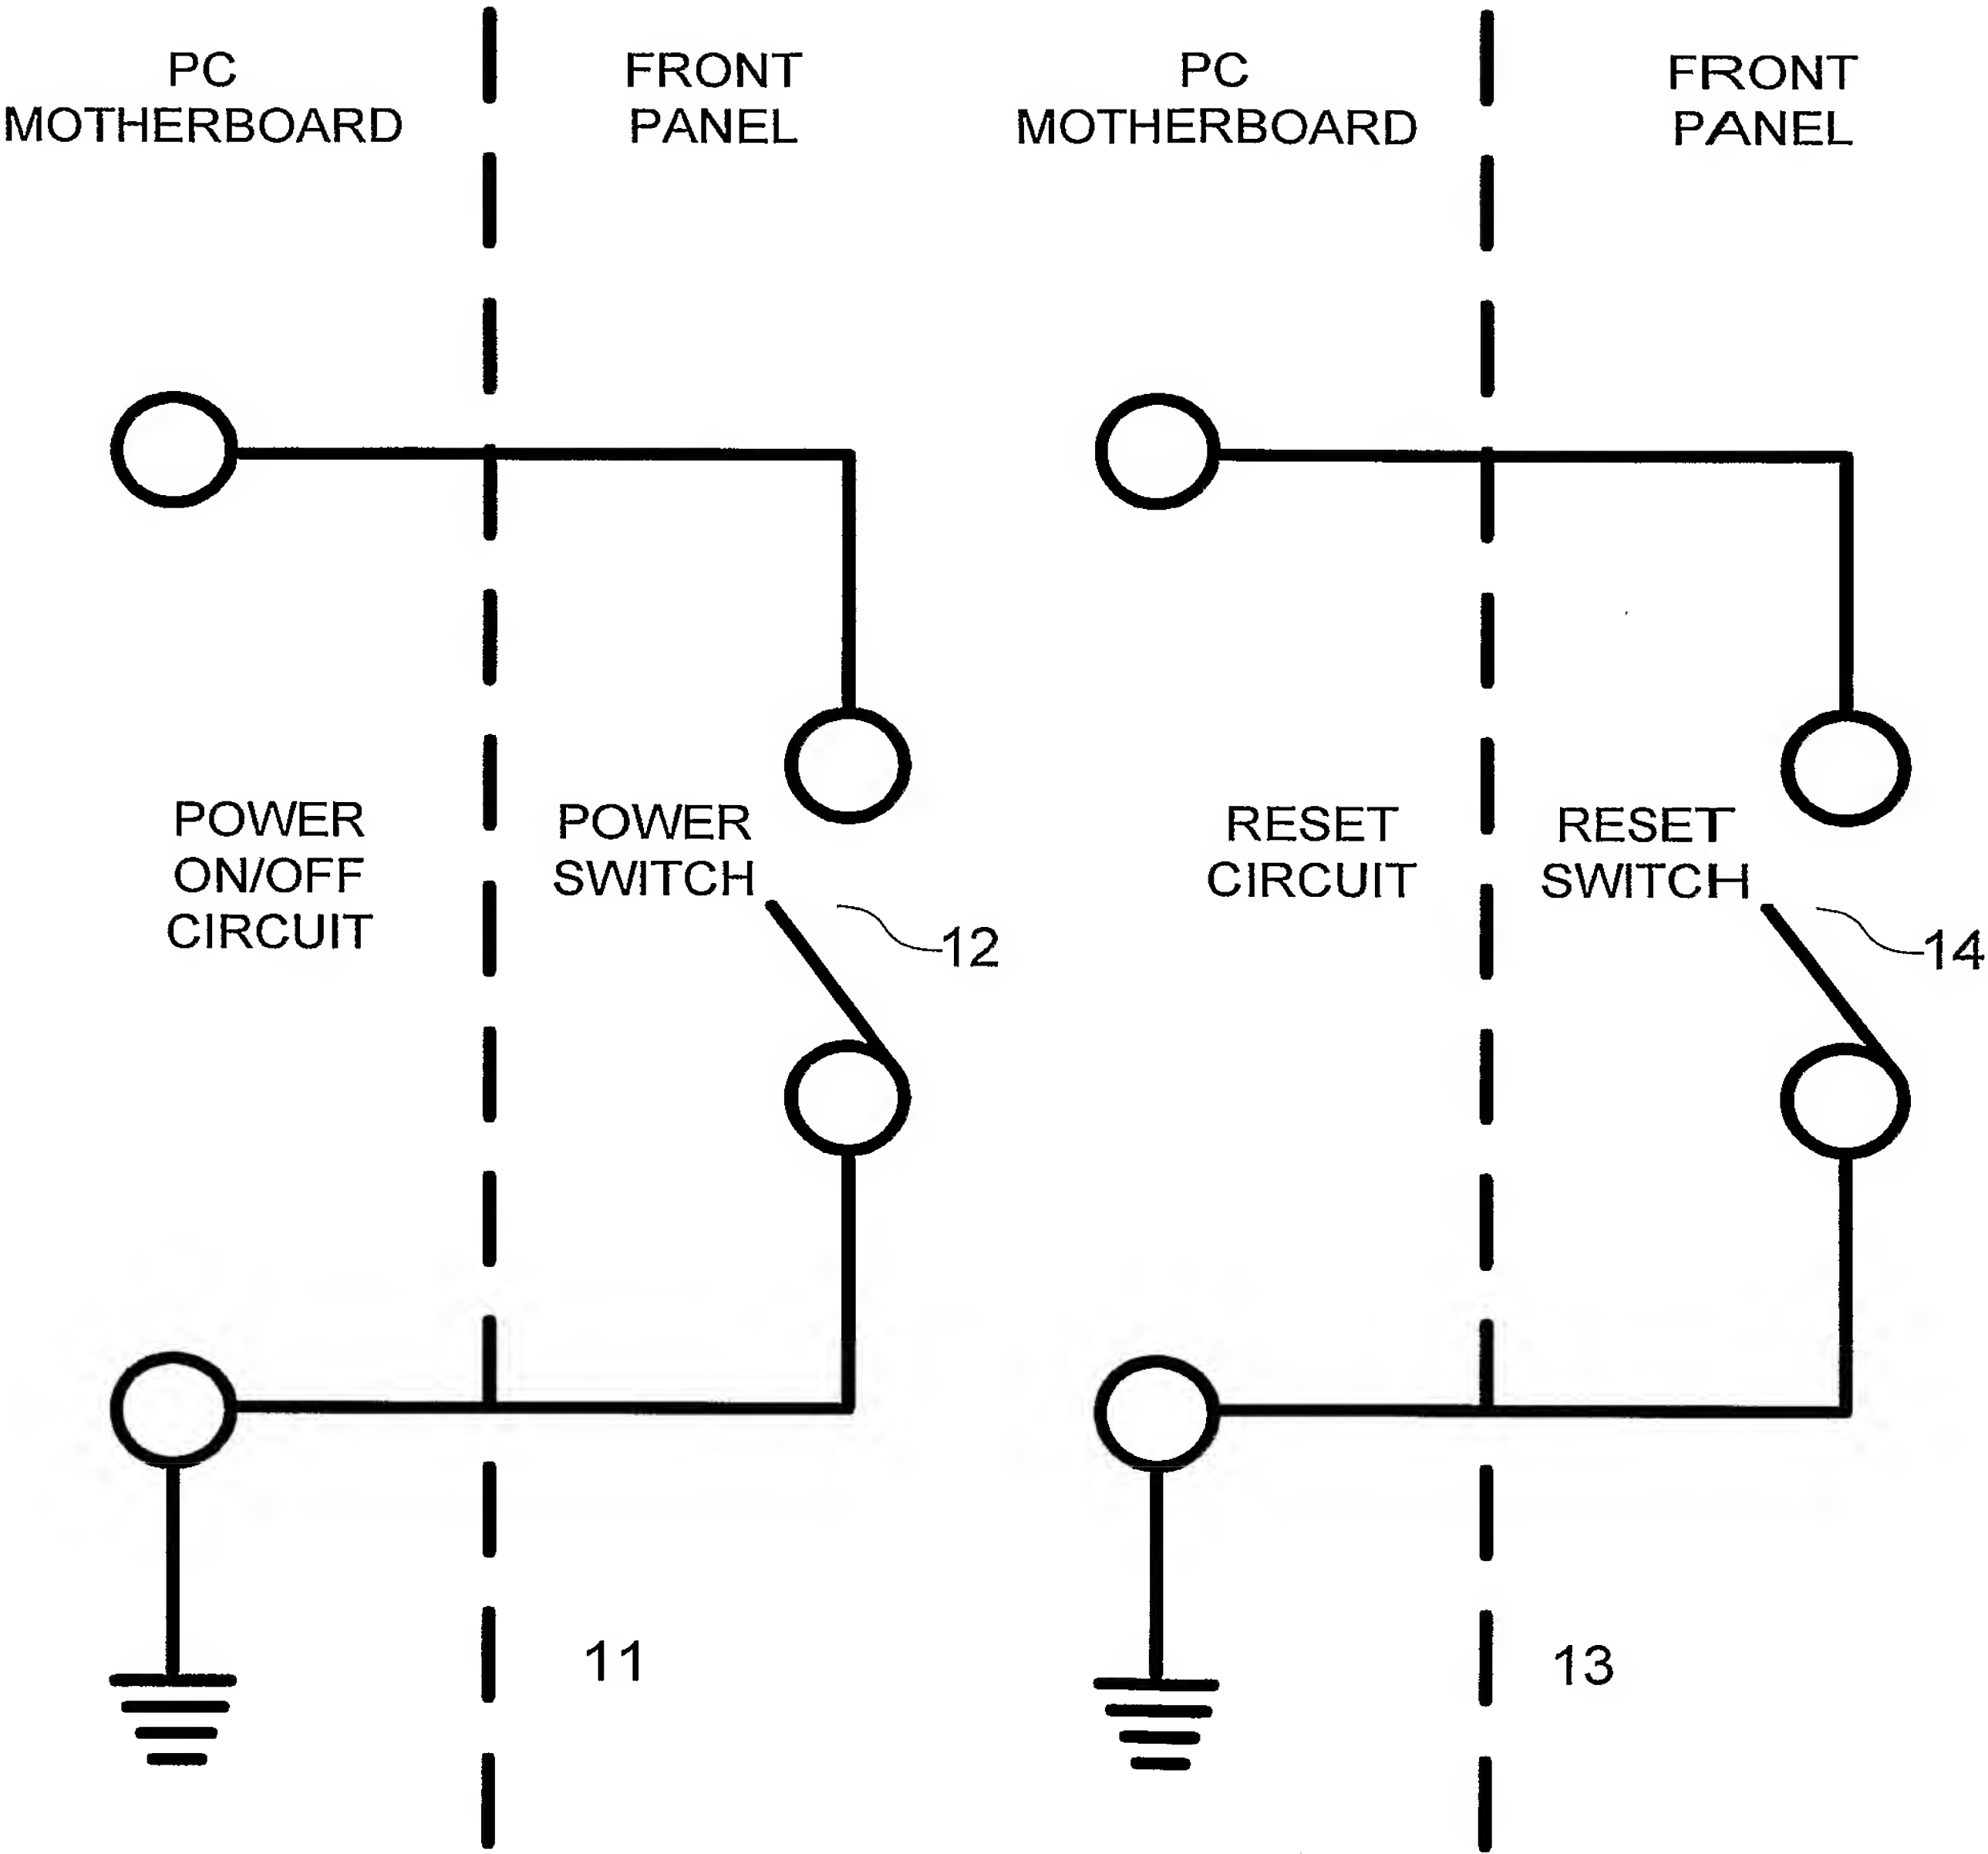 PC
MOTHERBOARD
FRONT
PANEL
POWER
ON/OFF
CIRCUIT
POWER
SWITCH
12
11
PC
MOTHERBOARD
FRONT
PANEL
RESET
CIRCUIT
RESET
SWITCH
14
13